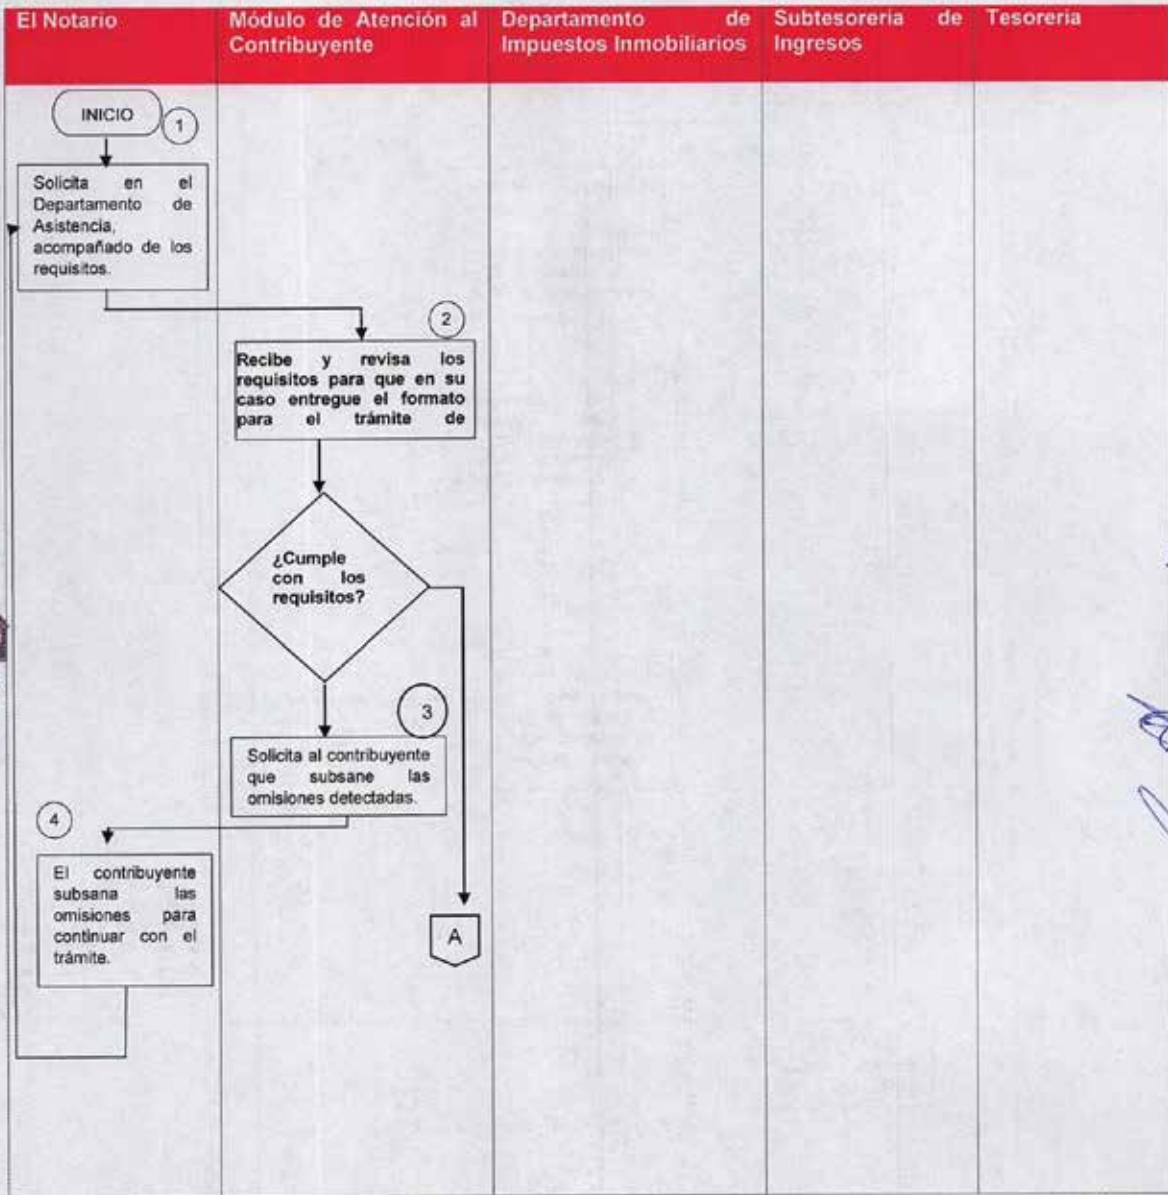 El Notario
Módulo de Atención al
Contribuyente
Departamento de
Impuestos Inmobiliarios
Subtesoreria de
Ingresos
Tesoreria
INICIO
1
Solicita en el
Departamento de
Asistencia,
acompañado de los
requisitos.
2
Recibe y revisa los
requisitos para que en su
caso entregue el formato
para el trámite de
¿Cumple
con los
requisitos?
3
Solicita al contribuyente
que subsane las
omisiones detectadas.
4
El contribuyente
subsana las
omisiones para
continuar con el
trámite.
A